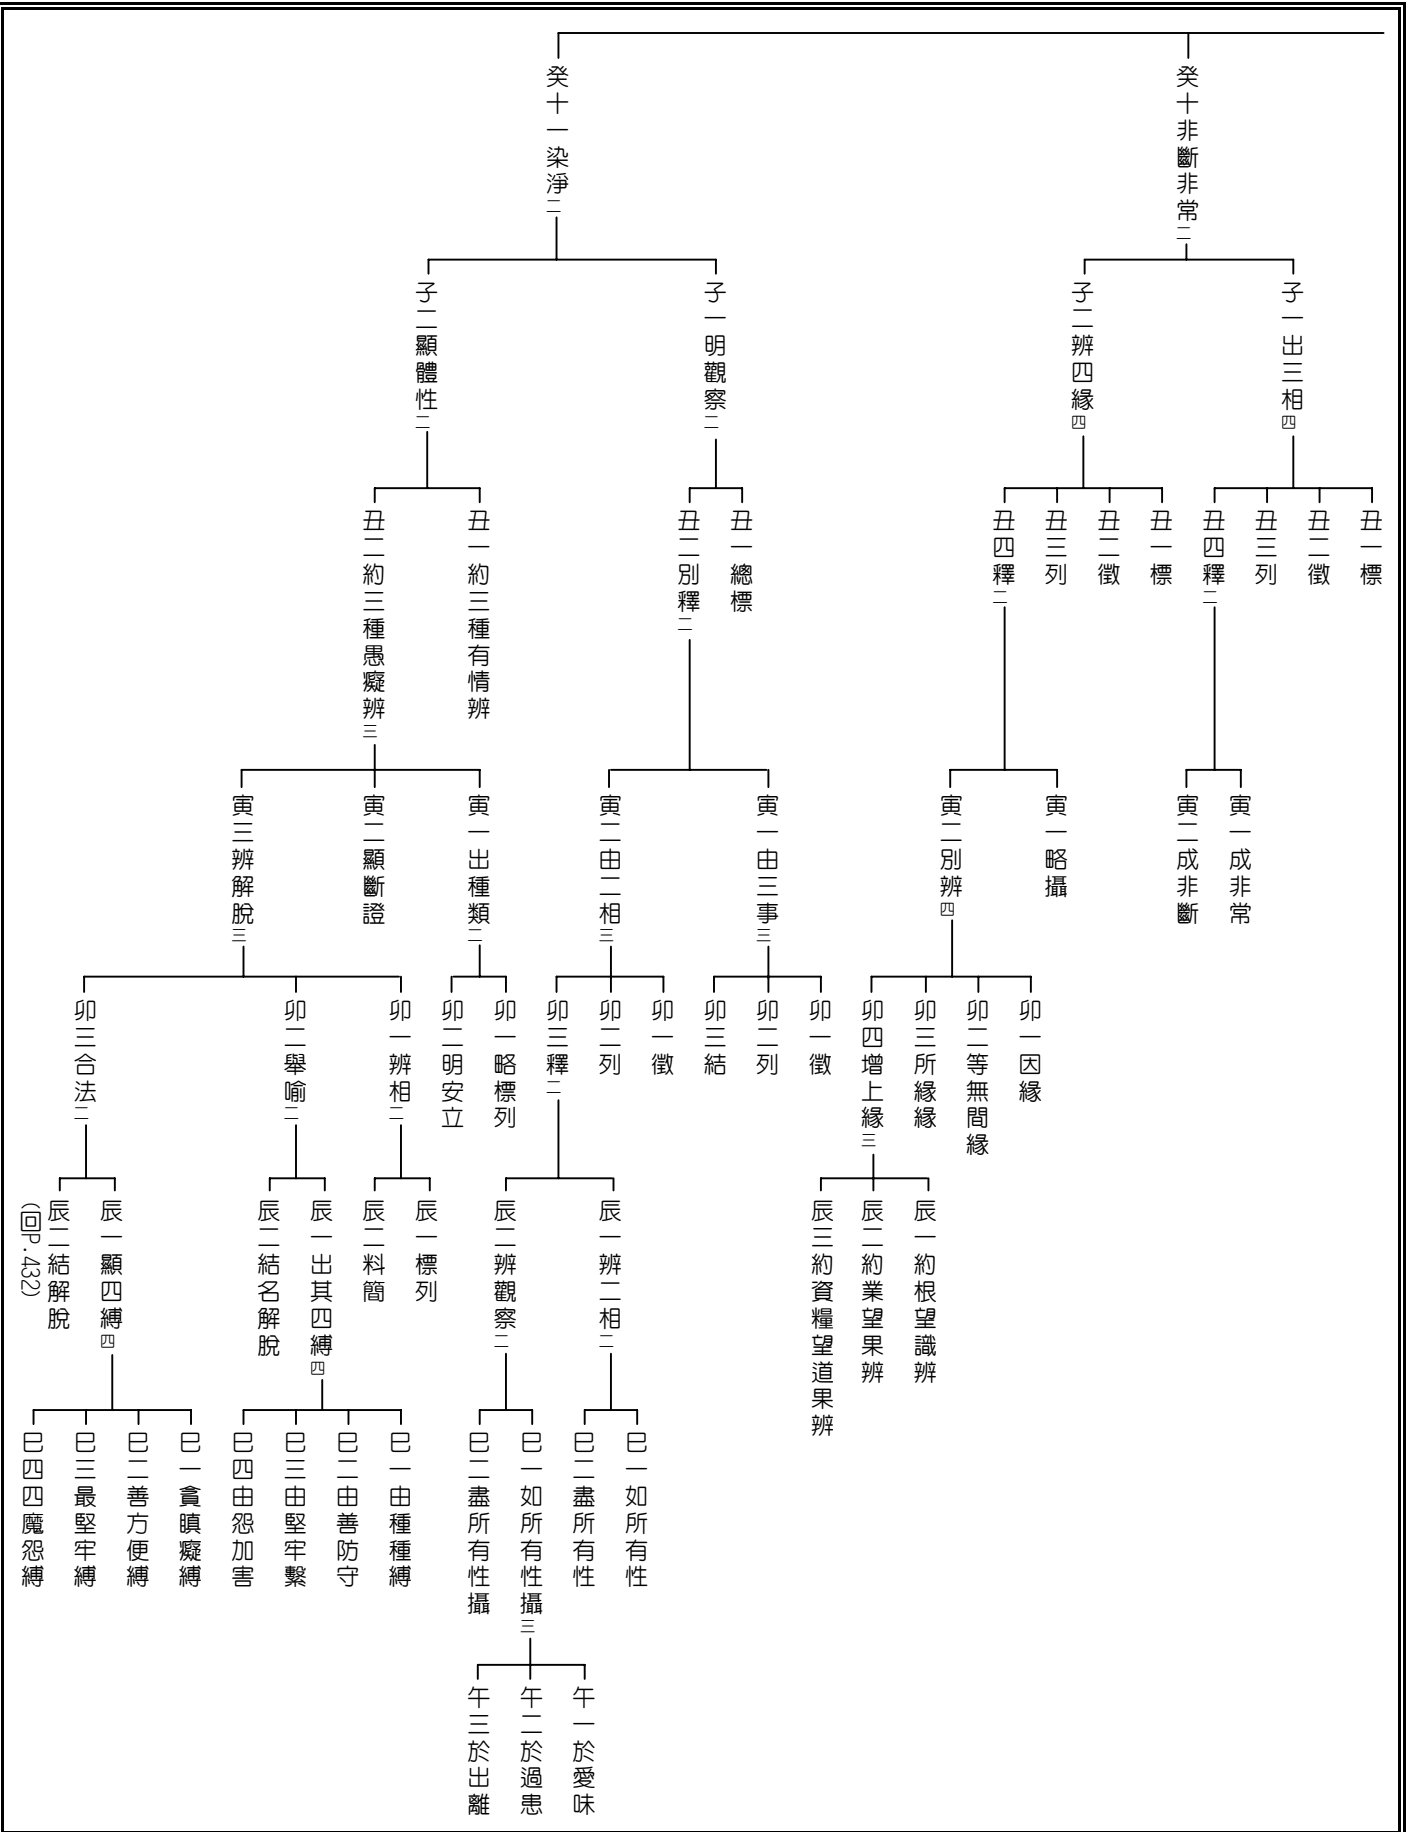 癸十非斷非常二
子一出三相四
丑一標
丑二徵
丑三列
丑四釋二
寅一成非常
寅二成非斷
子二辨四緣四
丑一標
丑二徵
丑三列
丑四釋二
寅一略攝
寅二別辨四
卯一因緣
卯二等無間緣
卯三所緣緣
卯四增上緣三
辰一約根望識辨
辰二約業望果辨
辰三約資糧望道果辨
癸十一染淨二
子一明觀察二
丑一總標
丑二別釋二
寅一由三事三
卯一徵
卯二列
卯三結
寅二由二相三
卯一徵
卯二列
卯三釋二
辰一辨二相二
巳一如所有性
巳二盡所有性
辰二辨觀察二
巳一如所有性攝三
午一於愛味
午二於過患
午三於出離
巳二盡所有性攝
子二顯體性二
丑一約三種有情辨
丑二約三種愚癡辨三
寅一出種類二
卯一略標列
卯二明安立
寅二顯斷證
寅三辨解脫三
卯一辨相二
辰一標列
辰二料簡
卯二舉喻二
辰一出其四縛四
巳一由種種縛
巳二由善防守
巳三由堅牢繫
巳四由怨加害
辰二結名解脫
卯三合法二
辰一顯四縛四
巳一貪瞋癡縛
巳二善方便縛
巳三最堅牢縛
巳四四魔怨縛
辰二結解脫
(回P.432)